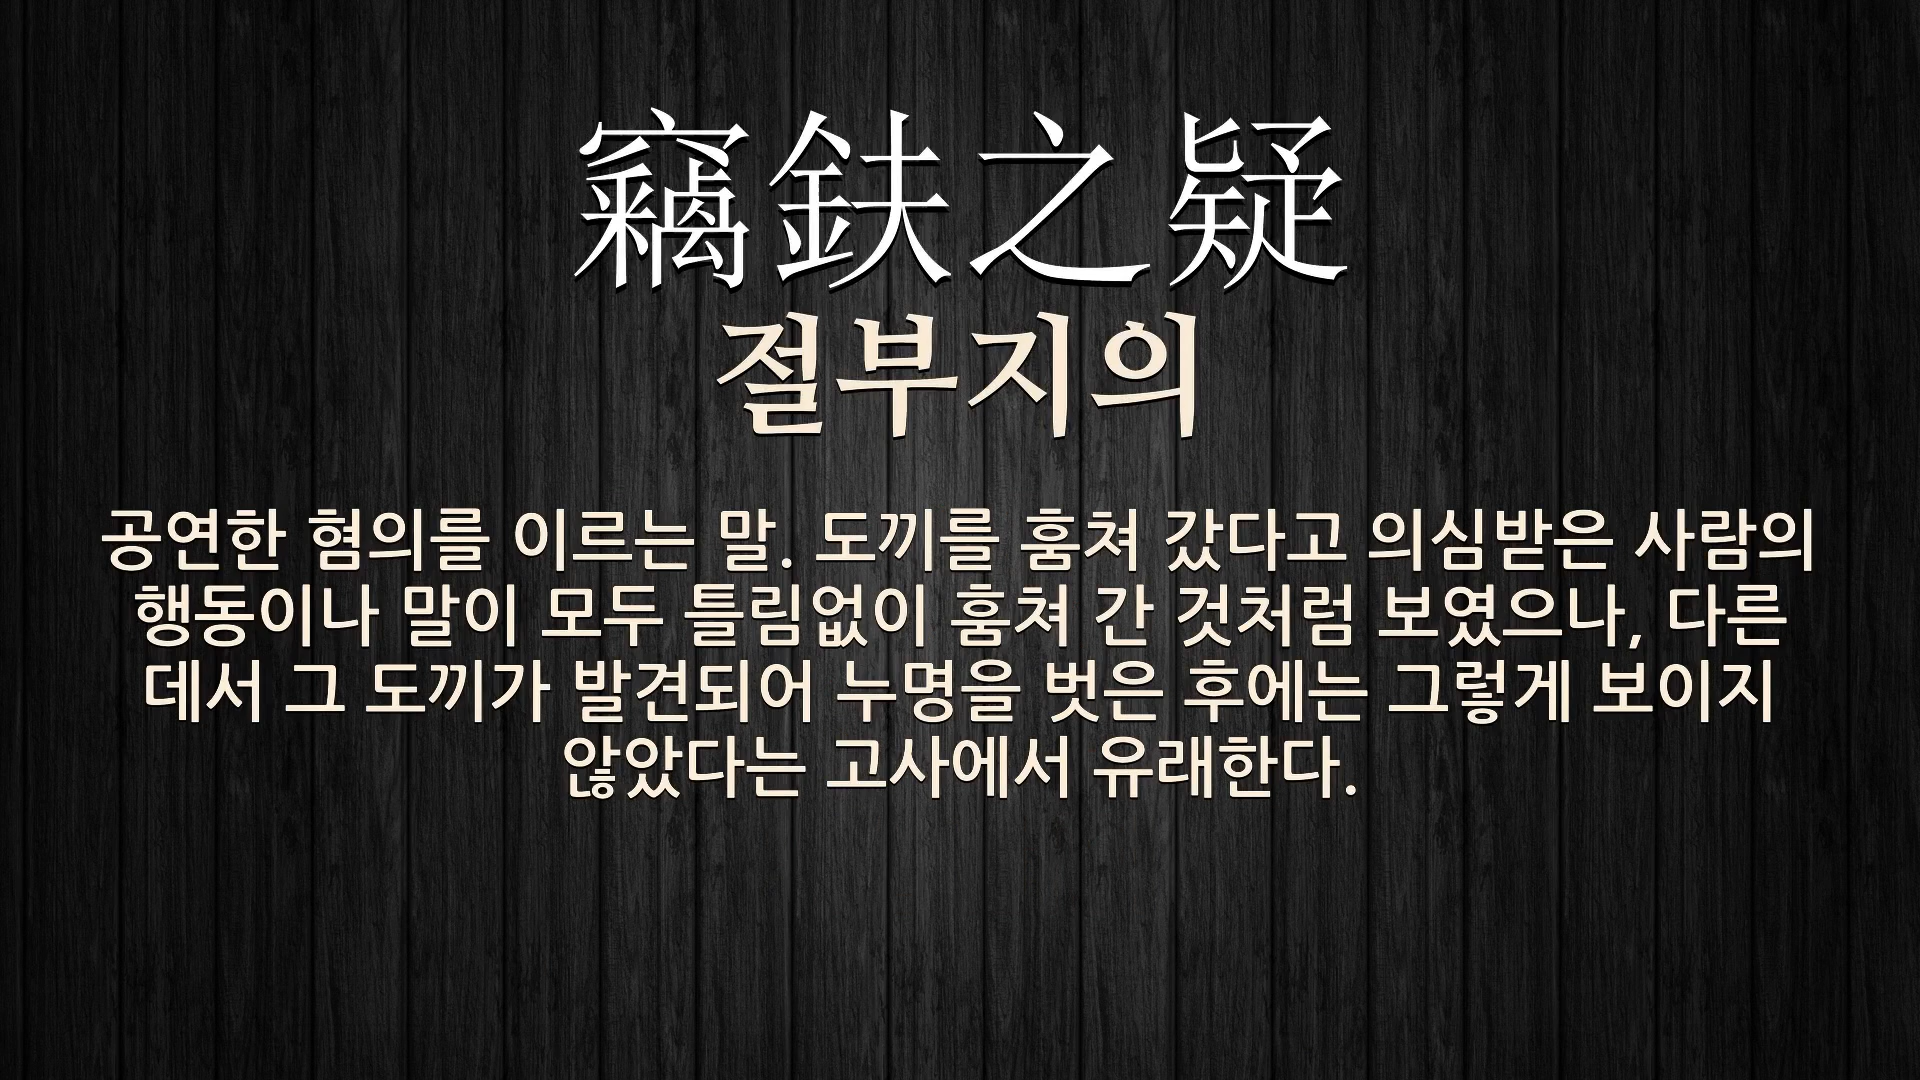 竊鈇之疑
절부지의
공연한 혐의를 이르는 말. 도끼를 훔쳐 갔다고 의심받은 사람의
행동이나 말이 모두 틀림없이 훔쳐 간 것처럼 보였으나, 다른
데서 그 도끼가 발견되어 누명을 벗은 후에는 그렇게 보이지
않았다는 고사에서 유래한다.